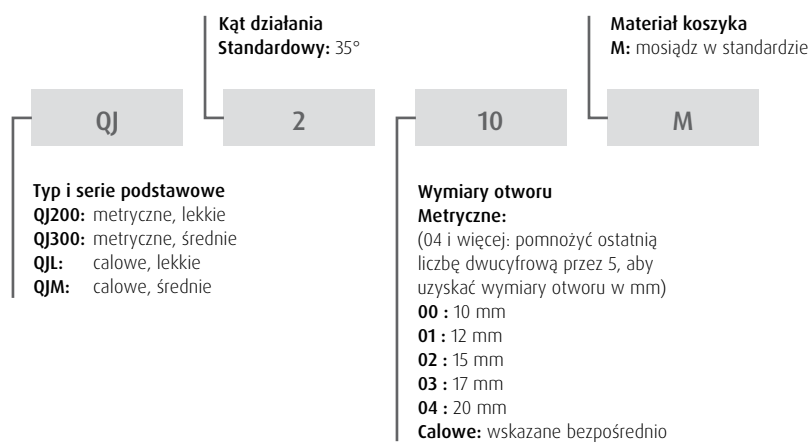 Kąt działania
Standardowy: 35°
Materiał koszyka
M: mosiądz w standardzie
QJ
2
10
M
Typ i serie podstawowe
QJ200: metryczne, lekkie
QJ300: metryczne, średnie
QJL: calowe, lekkie
QJM: calowe, średnie
Wymiary otworu
Metryczne:
(04 i więcej: pomnożyć ostatnią
liczbę dwucyfrową przez 5, aby
uzyskać wymiary otworu w mm)
00 : 10 mm
01 : 12 mm
02 : 15 mm
03 : 17 mm
04 : 20 mm
Calowe: wskazane bezpośrednio